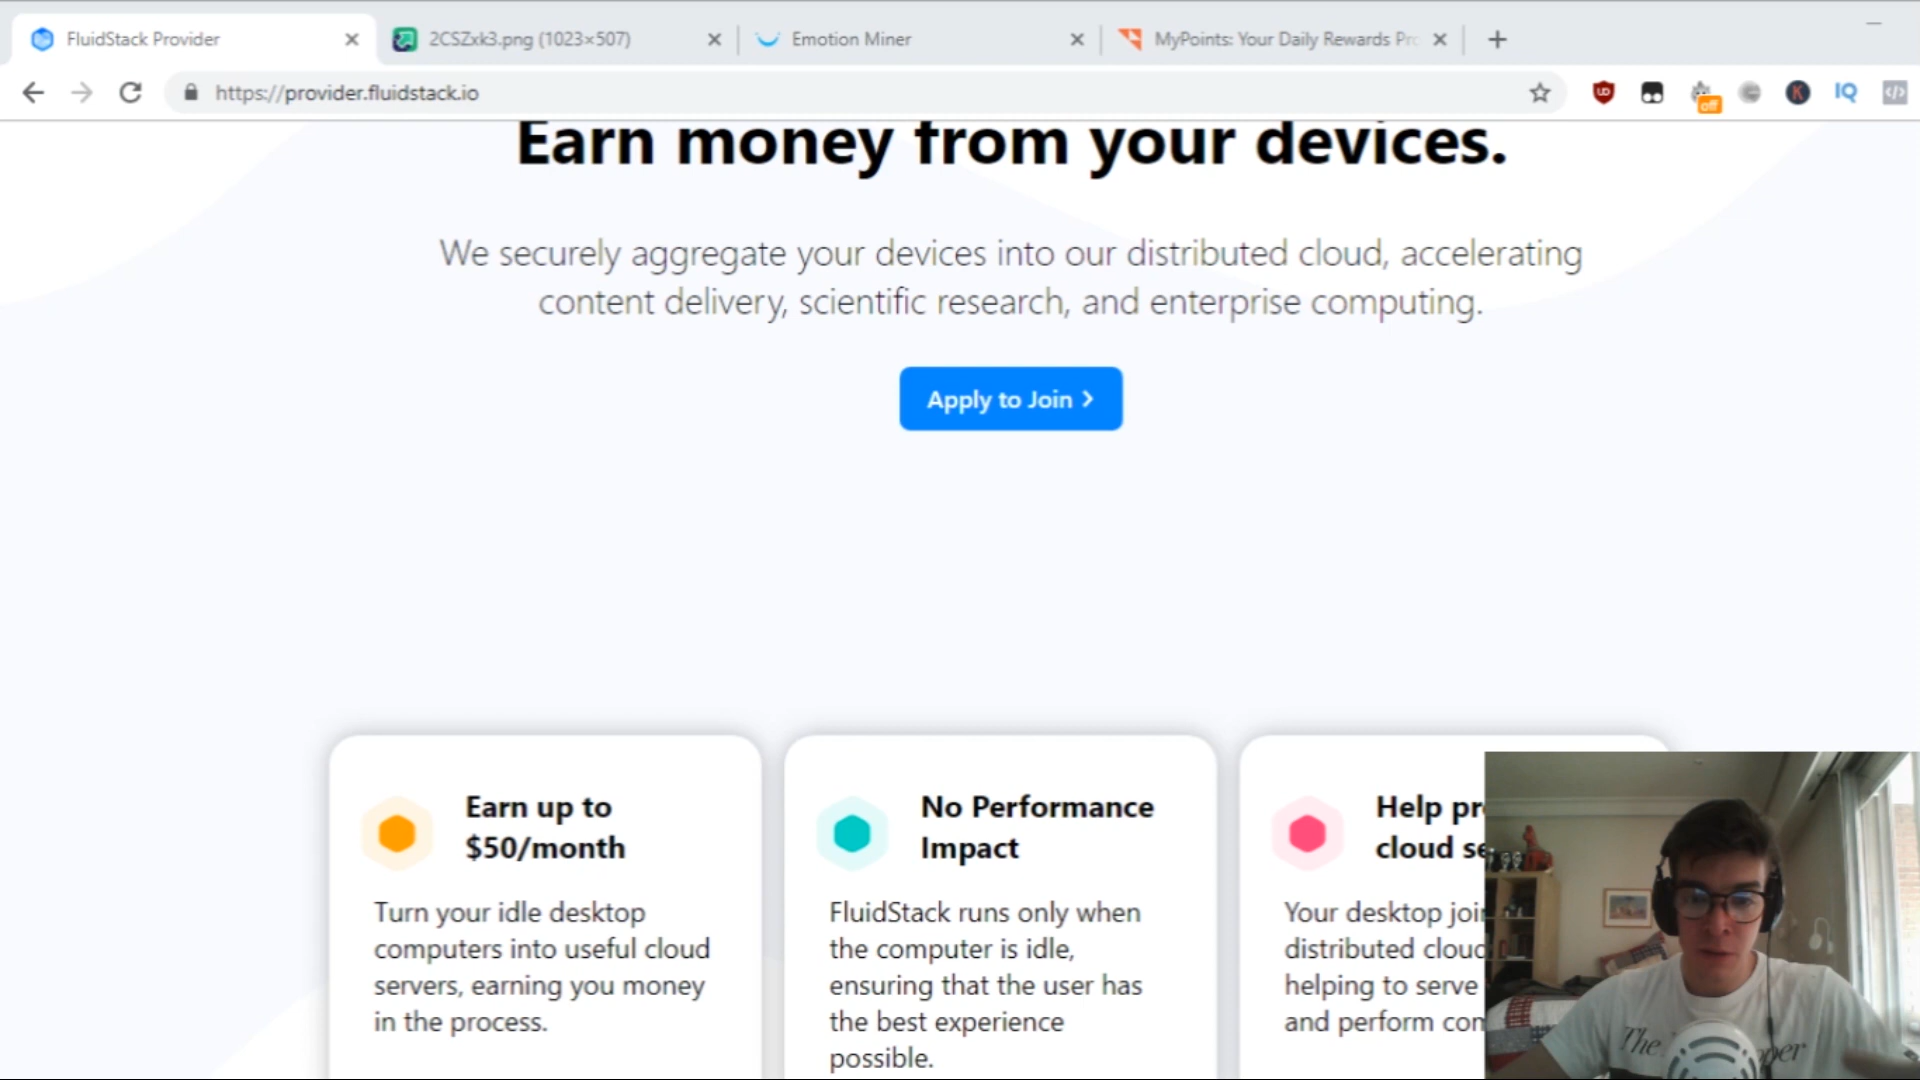 FluidStack Provider
2CSZxk3.png (1023×507)
Emotion Miner
MyPoints: Your Daily Rewards Pr
https://provider.fluidstack.io
off
K
IQ
Earn money from your devices.
We securely aggregate your devices into our distributed cloud, accelerating
content delivery, scientific research, and enterprise computing.
Apply to Join
Earn up to
$50/month
Turn your idle desktop
computers into useful cloud
servers, earning you money
in the process.
No Performance
Impact
FluidStack runs only when
the computer is idle,
ensuring that the user has
the best experience
possible.
Help pr
cloud se
Your desktop joi
distributed cloud
helping to serve
and perform con
The